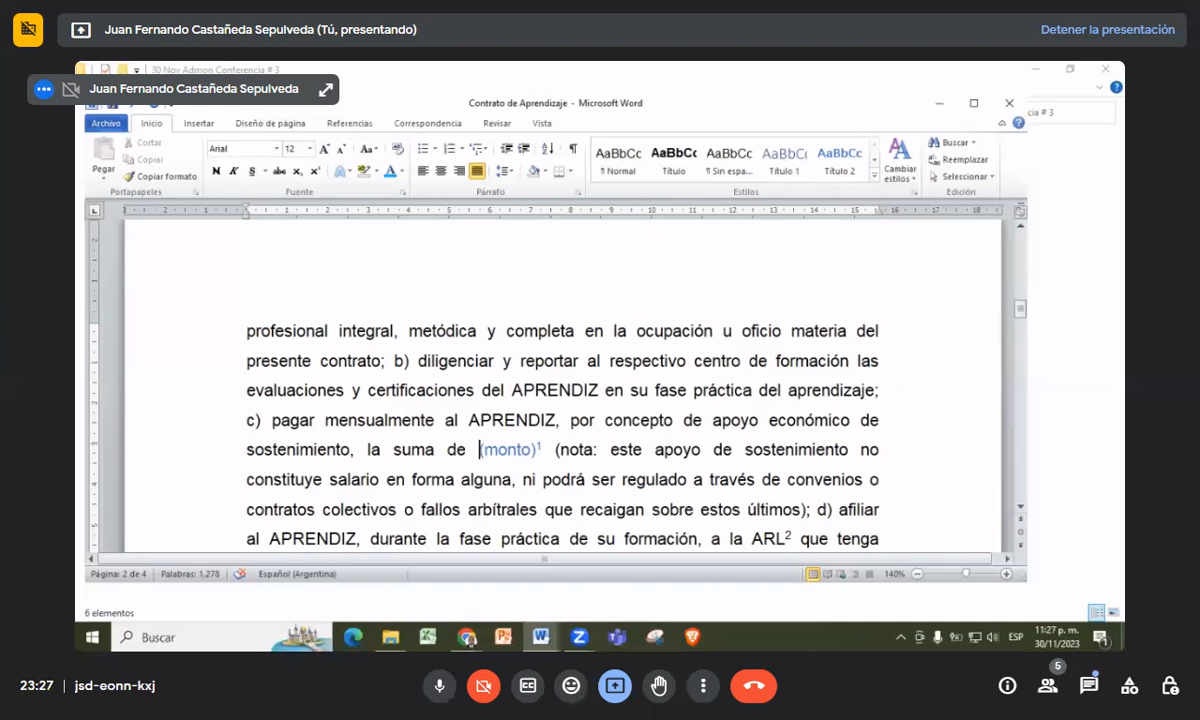 Juan Fernando Castañeda Sepulveda (Tú, presentando)
Detener la presentación
30 Nov Admon Conferencia # 3
Juan Fernando Castañeda Sepulveda
Contrato de Aprendizaje - Microsoft Word
cia # 3
Archivo Inicio Insertar Diseño de página Referencias Correspondencia Revisar Vista
Pegar
Cortar
Copiar
Copiar formato
Portapapeles
Arial 12
Fuente
Párrafo
AaBbCc AaBbCc AaBbCc AaBbC AaBbCc
¶ Normal Título ¶ Sin espa... Título 1 Título 2
Estilos
Cambiar estilos
Buscar
Reemplazar
Seleccionar
Edición
profesional integral, metódica y completa en la ocupación u oficio materia del
presente contrato; b) diligenciar y reportar al respectivo centro de formación las
evaluaciones y certificaciones del APRENDIZ en su fase práctica del aprendizaje;
c) pagar mensualmente al APRENDIZ, por concepto de apoyo económico de
sostenimiento, la suma de (monto)¹ (nota: este apoyo de sostenimiento no
constituye salario en forma alguna, ni podrá ser regulado a través de convenios o
contratos colectivos o fallos arbítrales que recaigan sobre estos últimos); d) afiliar
al APRENDIZ, durante la fase práctica de su formación, a la ARL² que tenga
Página: 2 de 4 Palabras: 1.278 Español (Argentina) 140%
6 elementos
Buscar
ESP
11:27 p. m.
30/11/2023
1
23:27 | jsd-eonn-kxj
5